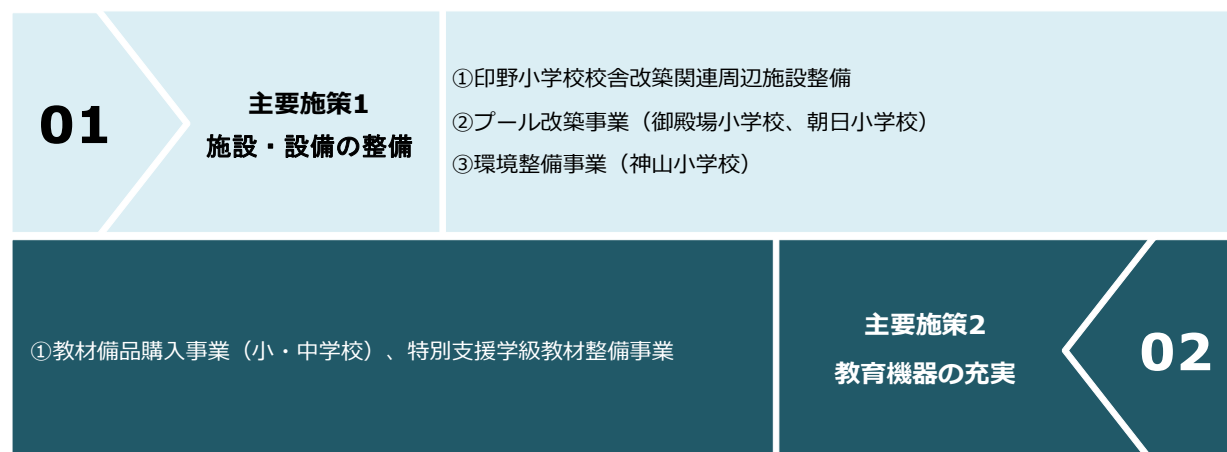 01
主要施策1
施設・設備の整備
①印野小学校校舎改築関連周辺施設整備
②プール改築事業（御殿場小学校、朝日小学校）
③環境整備事業（神山小学校）
①教材備品購入事業（小・中学校）、特別支援学級教材整備事業
主要施策2
教育機器の充実
02